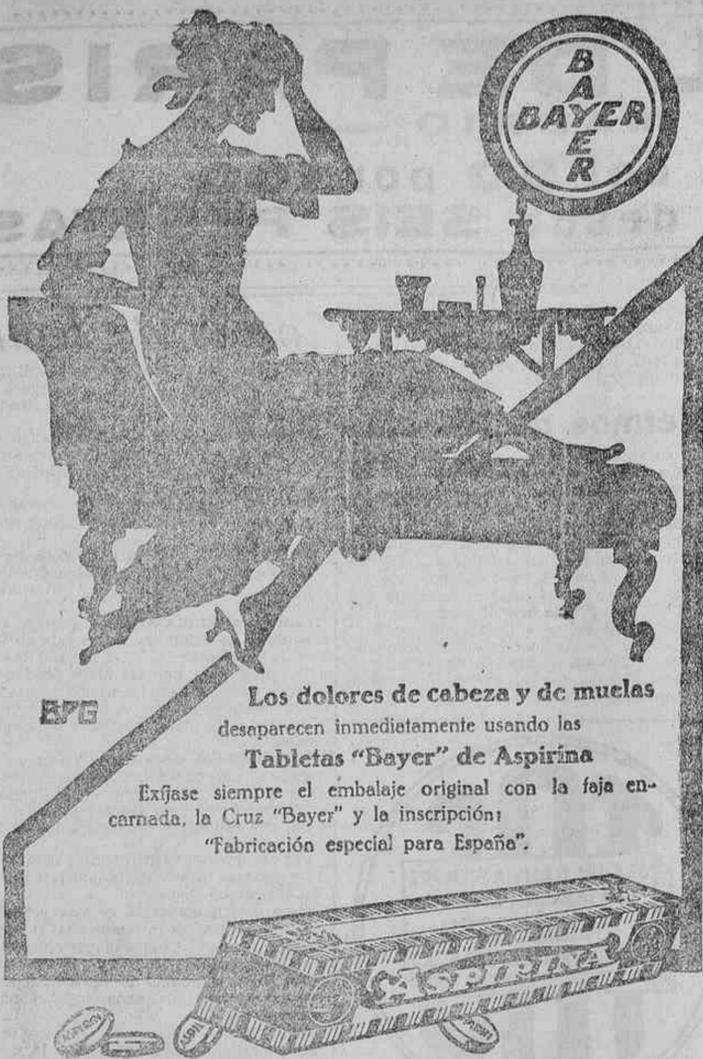 BAYER
BAYER
BPG
Los dolores de cabeza y de muelas
desaparecen inmediatamente usando las
Tabletas “Bayer” de Aspirina
Exíjase siempre el embalaje original con la faja en-
carnada, la Cruz “Bayer” y la inscripción:
“Fabricación especial para España”.
ASPIRINA